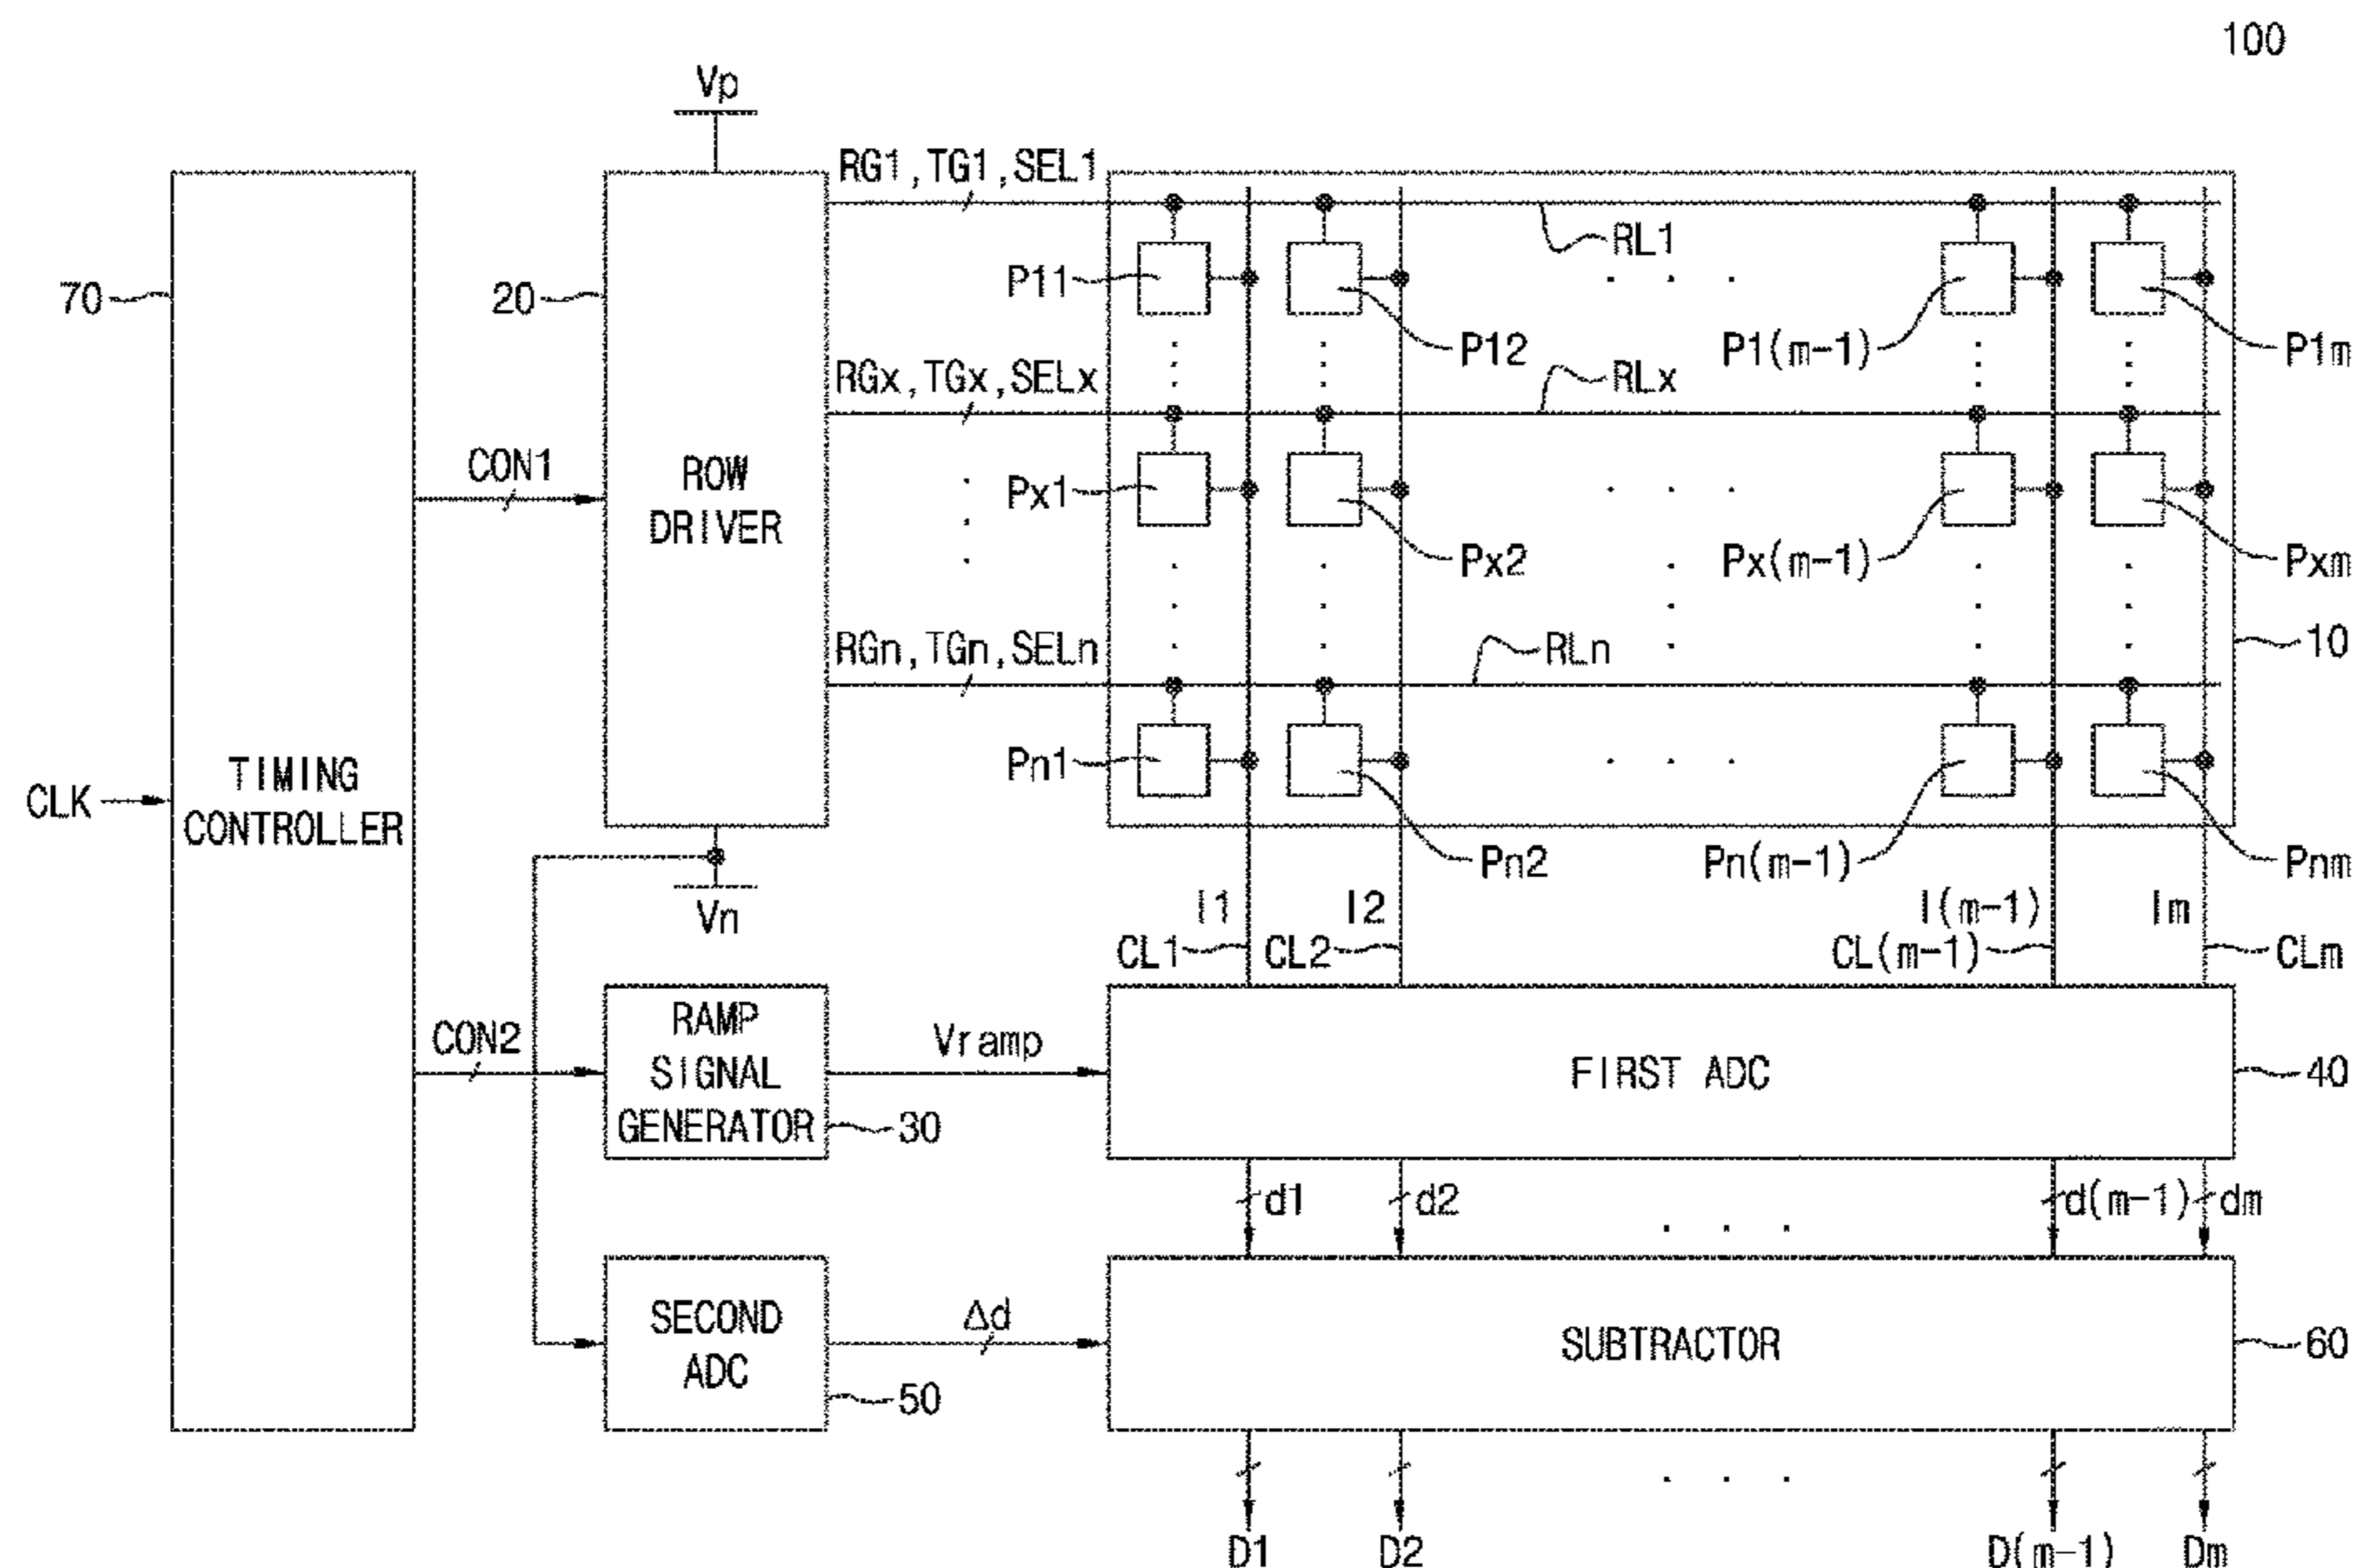 100
Vp
RG1,TG1,SEL1
RL1
70
20
P11
P12
P1(m-1)
P1m
RGx,TGx,SELx
RLx
CON1
ROW
DRIVER
Px1
Px2
Px(m-1)
Pxm
RGn,TGn,SELn
RLn
10
Pn1
TIMING
CONTROLLER
CLK
Pn2
Pn(m-1)
Pnm
Vn
I1
I2
I(m-1)
Im
CL1
CL2
CL(m-1)
CLm
CON2
RAMP
SIGNAL
GENERATOR
30
Vramp
FIRST ADC
40
d1
d2
d(m-1)
dm
SECOND
ADC
50
Δd
SUBTRACTOR
60
D1
D2
D(m-1)
Dm